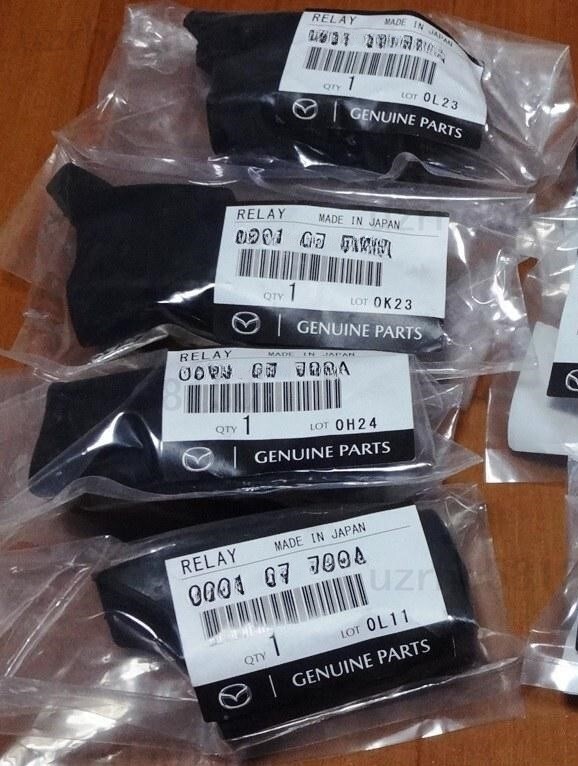 RELAY MADE IN JAPAN
QTY 1 LOT 0L23
GENUINE PARTS
RELAY MADE IN JAPAN
QTY 1 LOT 0K23
GENUINE PARTS
RELAY MADE IN JAPAN
QTY 1 LOT 0H24
GENUINE PARTS
RELAY MADE IN JAPAN
QTY 1 LOT 0L11
GENUINE PARTS